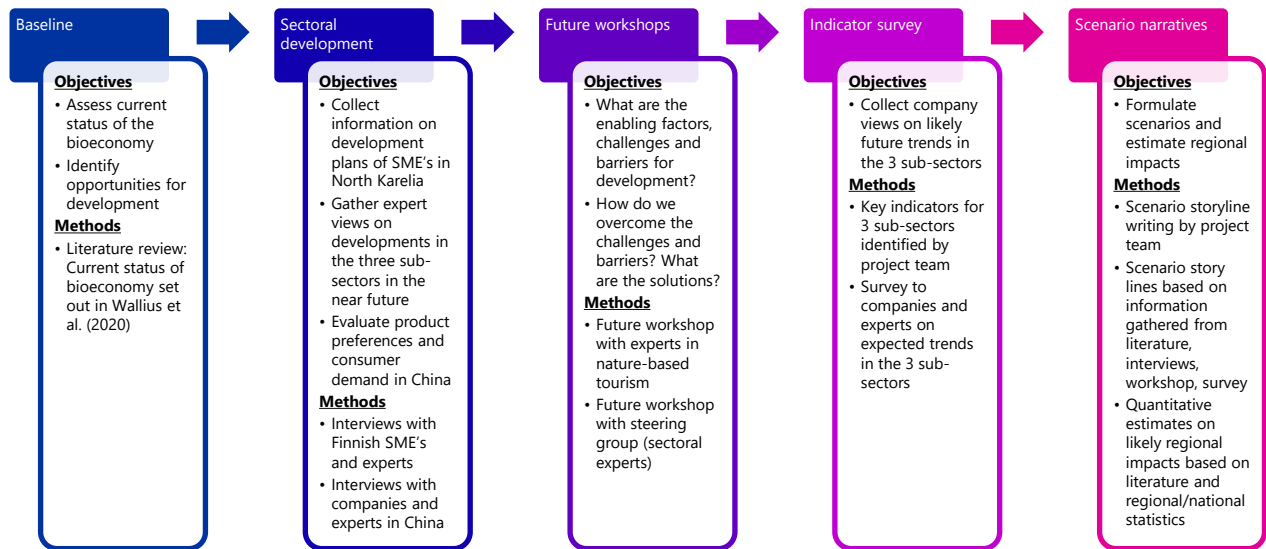 Baseline
Objectives
• Assess current
status of the
bioeconomy
• Identify
opportunities for
development
Methods
• Literature review:
Current status of
bioeconomy set
out in Wallius et
al. (2020)
Sectoral
development
Objectives
• Collect
information on
development
plans of SME's in
North Karelia
• Gather expert
views on
developments in
the three sub-
sectors in the
near future
• Evaluate product
preferences and
consumer
demand in China
Methods
• Interviews with
Finnish SME's
and experts
• Interviews with
companies and
experts in China
Future workshops
Objectives
• What are the
enabling factors,
challenges and
barriers for
development?
• How do we
overcome the
challenges and
barriers? What
are the solutions?
Methods
• Future workshop
with experts in
nature-based
tourism
• Future workshop
with steering
group (sectoral
experts)
Indicator survey
Objectives
• Collect company
views on likely
future trends in
the 3 sub-sectors
Methods
• Key indicators for
3 sub-sectors
identified by
project team
• Survey to
companies and
experts on
expected trends
in the 3 sub-
sectors
Scenario narratives
Objectives
• Formulate
scenarios and
estimate regional
impacts
Methods
• Scenario storyline
writing by project
team
• Scenario story
lines based on
information
gathered from
literature,
interviews,
workshop, survey
• Quantitative
estimates on
likely regional
impacts based on
literature and
regional/national
statistics